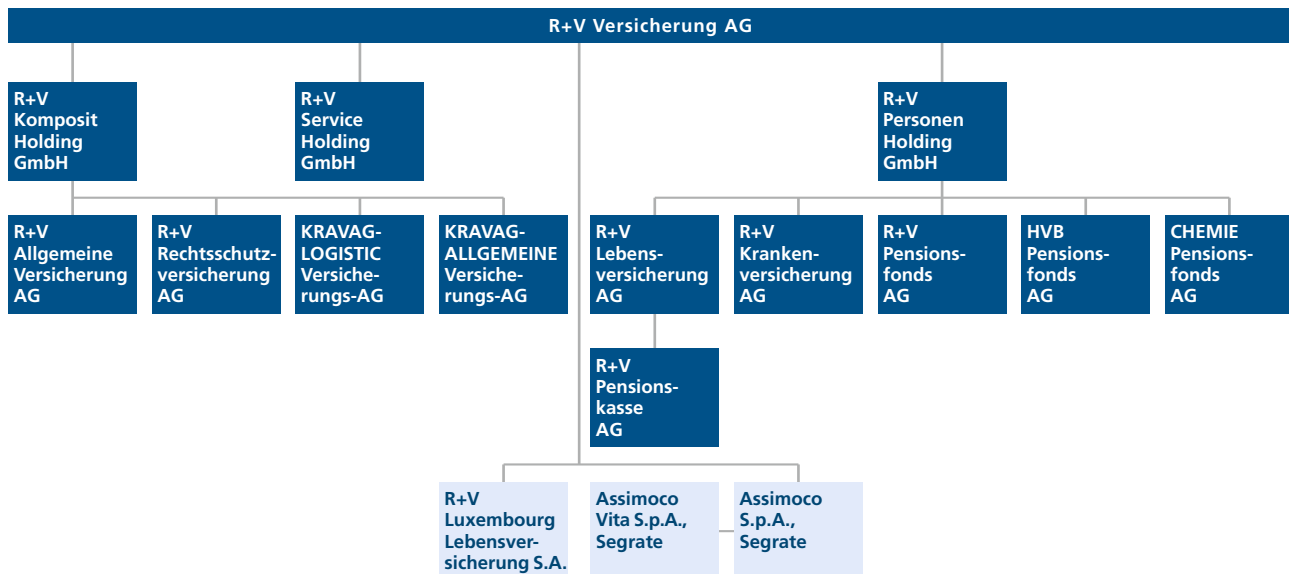 R+V Versicherung AG
R+V
Komposit
Holding
GmbH
R+V
Service
Holding
GmbH
R+V
Personen
Holding
GmbH
R+V
Allgemeine
Versicherung
AG
R+V
Rechtsschutz-
versicherung
AG
KRAVAG-
LOGISTIC
Versiche-
rungs-AG
KRAVAG-
ALLGEMEINE
Versiche-
rungs-AG
R+V
Lebens-
versicherung
AG
R+V
Kranken-
versicherung
AG
R+V
Pensions-
fonds
AG
HVB
Pensions-
fonds
AG
CHEMIE
Pensions-
fonds
AG
R+V
Pensions-
kasse
AG
R+V
Luxembourg
Lebensver-
sicherung S.A.
Assimoco
Vita S.p.A.,
Segrate
Assimoco
S.p.A.,
Segrate